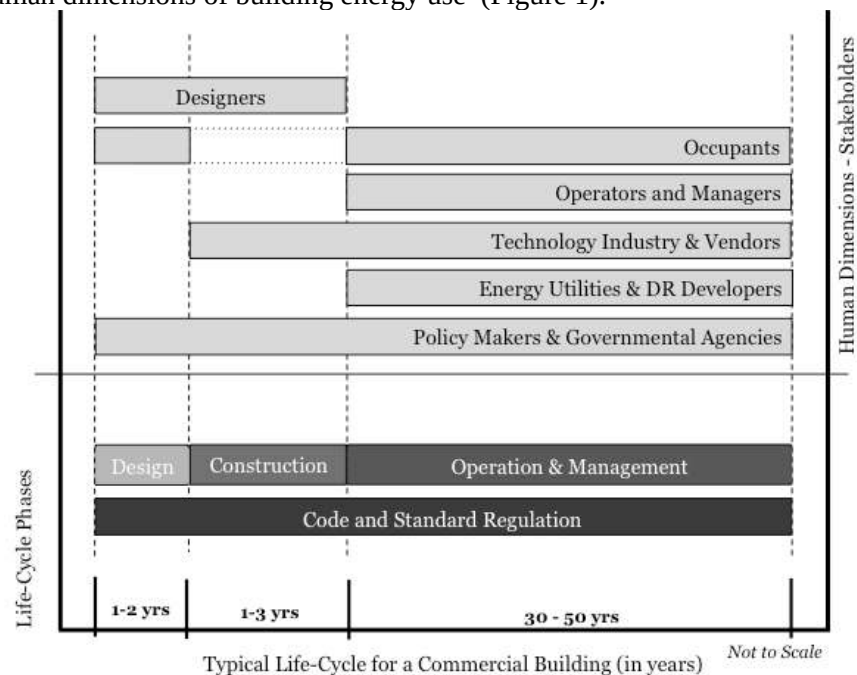 uman dimensions of building energy use' (Figure 1).
Designers
Occupants
Operators and Managers
Technology Industry & Vendors
Energy Utilities & DR Developers
Policy Makers & Governmental Agencies
Human Dimensions - Stakeholders
Design
Construction
Operation & Management
Code and Standard Regulation
Life-Cycle Phases
1-2 yrs
1-3 yrs
30 - 50 yrs
Not to Scale
Typical Life-Cycle for a Commercial Building (in years)